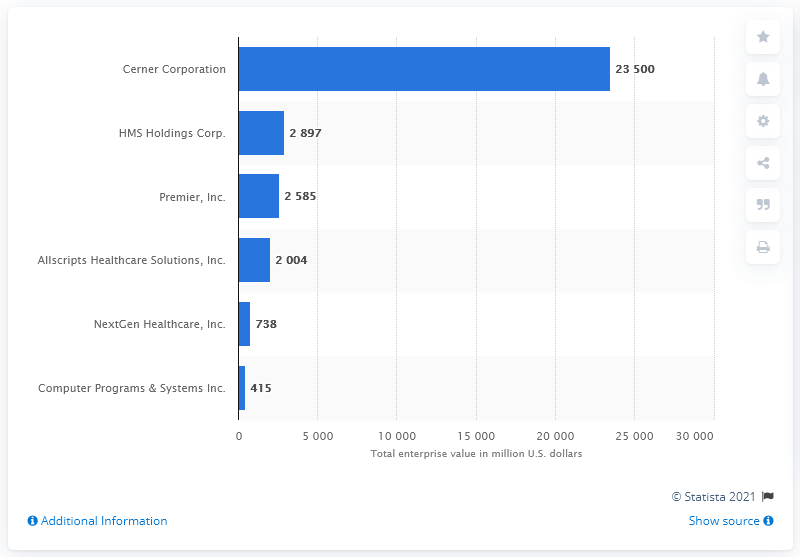 Cerner Corporation 23 500
HMS Holdings Corp. 2 897
Premier, Inc. 2 585
Allscripts Healthcare Solutions, Inc. 2 004
NextGen Healthcare, Inc. 738
Computer Programs & Systems Inc. 415
0 5 000 10 000 15 000 20 000 25 000 30 000
Total enterprise value in million U.S. dollars
© Statista 2021
Additional Information Show source